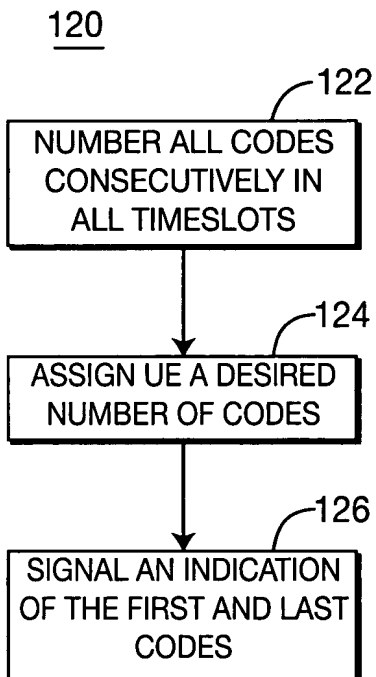 120
122
NUMBER ALL CODES
CONSECUTIVELY IN
ALL TIMESLOTS
124
ASSIGN UE A DESIRED
NUMBER OF CODES
126
SIGNAL AN INDICATION
OF THE FIRST AND LAST
CODES